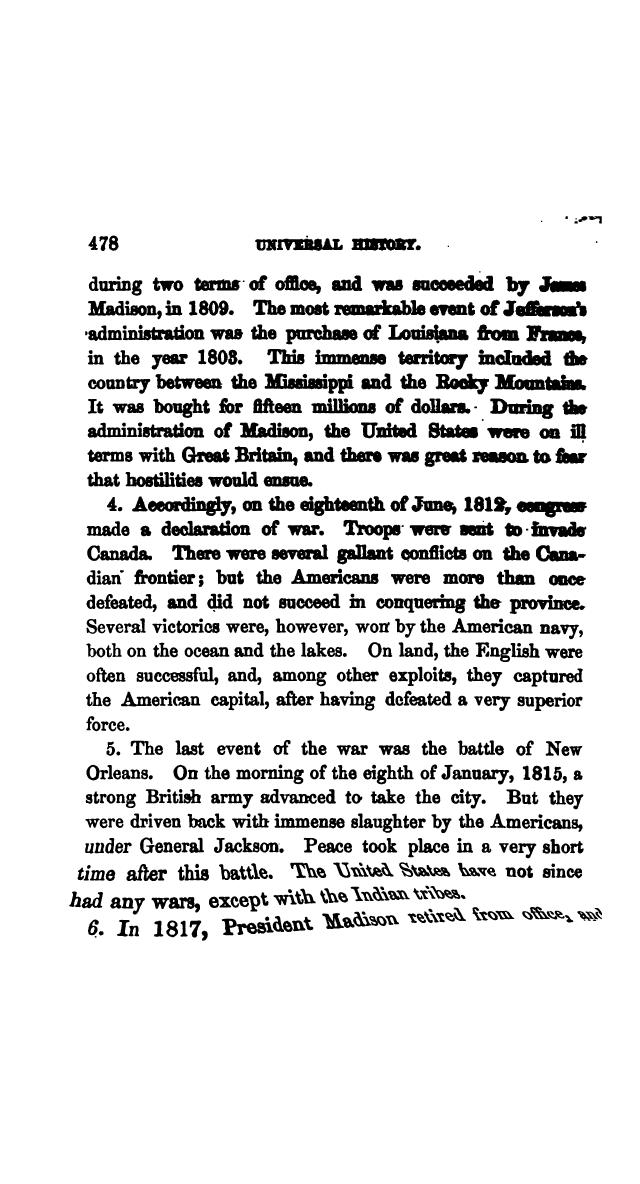 478 UNIVERSAL HISTORY.
during two terms of office, and was succeeded by James
Madison, in 1809. The most remarkable event of Jefferson's
administration was the purchase of Louisiana from France,
in the year 1803. This immense territory included the
country between the Mississippi and the Rocky Mountains.
It was bought for fifteen millions of dollars. During the
administration of Madison, the United States were on ill
terms with Great Britain, and there was great reason to fear
that hostilities would ensue.
4. Accordingly, on the eighteenth of June, 1812, congress
made a declaration of war. Troops were sent to invade
Canada. There were several gallant conflicts on the Cana-
dian frontier; but the Americans were more than once
defeated, and did not succeed in conquering the province.
Several victories were, however, won by the American navy,
both on the ocean and the lakes. On land, the English were
often successful, and, among other exploits, they captured
the American capital, after having defeated a very superior
force.
5. The last event of the war was the battle of New
Orleans. On the morning of the eighth of January, 1815, a
strong British army advanced to take the city. But they
were driven back with immense slaughter by the Americans,
under General Jackson. Peace took place in a very short
time after this battle. The United States have not since
had any wars, except with the Indian tribes.
6. In 1817, President Madison retired from office, and